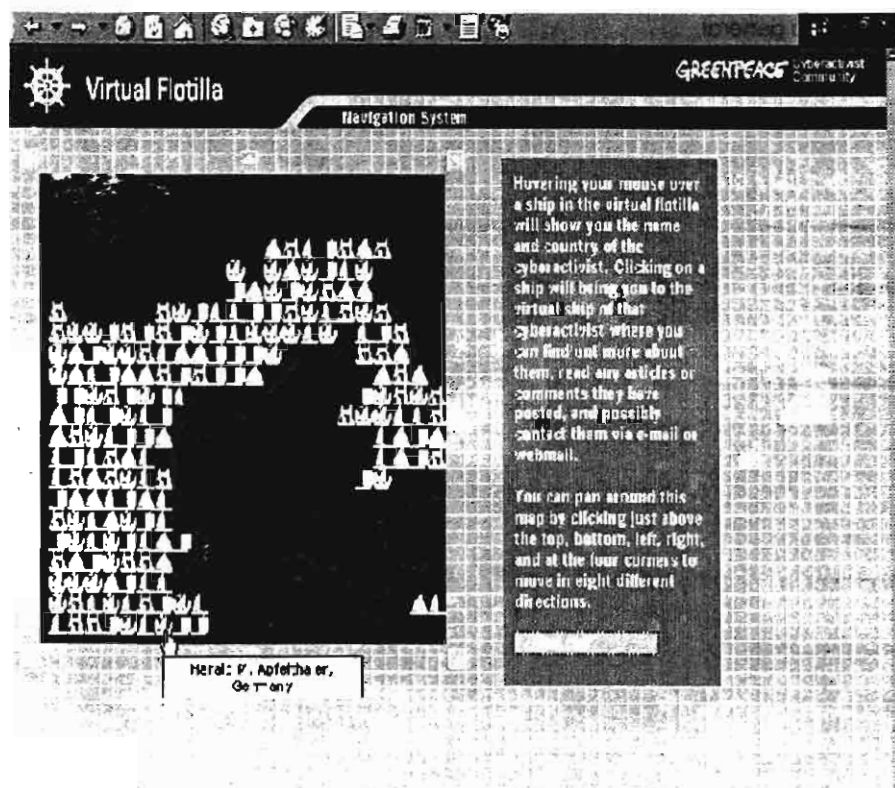 Virtual Flotilla
GREENPEACE Cyberactivist
Community
Navigation System
Hovering your mouse over
a ship in the virtual flotilla
will show you the name
and country of the
cyberactivist. Clicking on a
ship will bring you to the
virtual ship of that
cyberactivist where you
can find out more about
them, read any articles or
comments they have
posted, and possibly
contact them via e-mail or
webmail.
You can pan around this
map by clicking just above
the top, bottom, left, right,
and at the four corners to
move in eight different
directions.
Germany